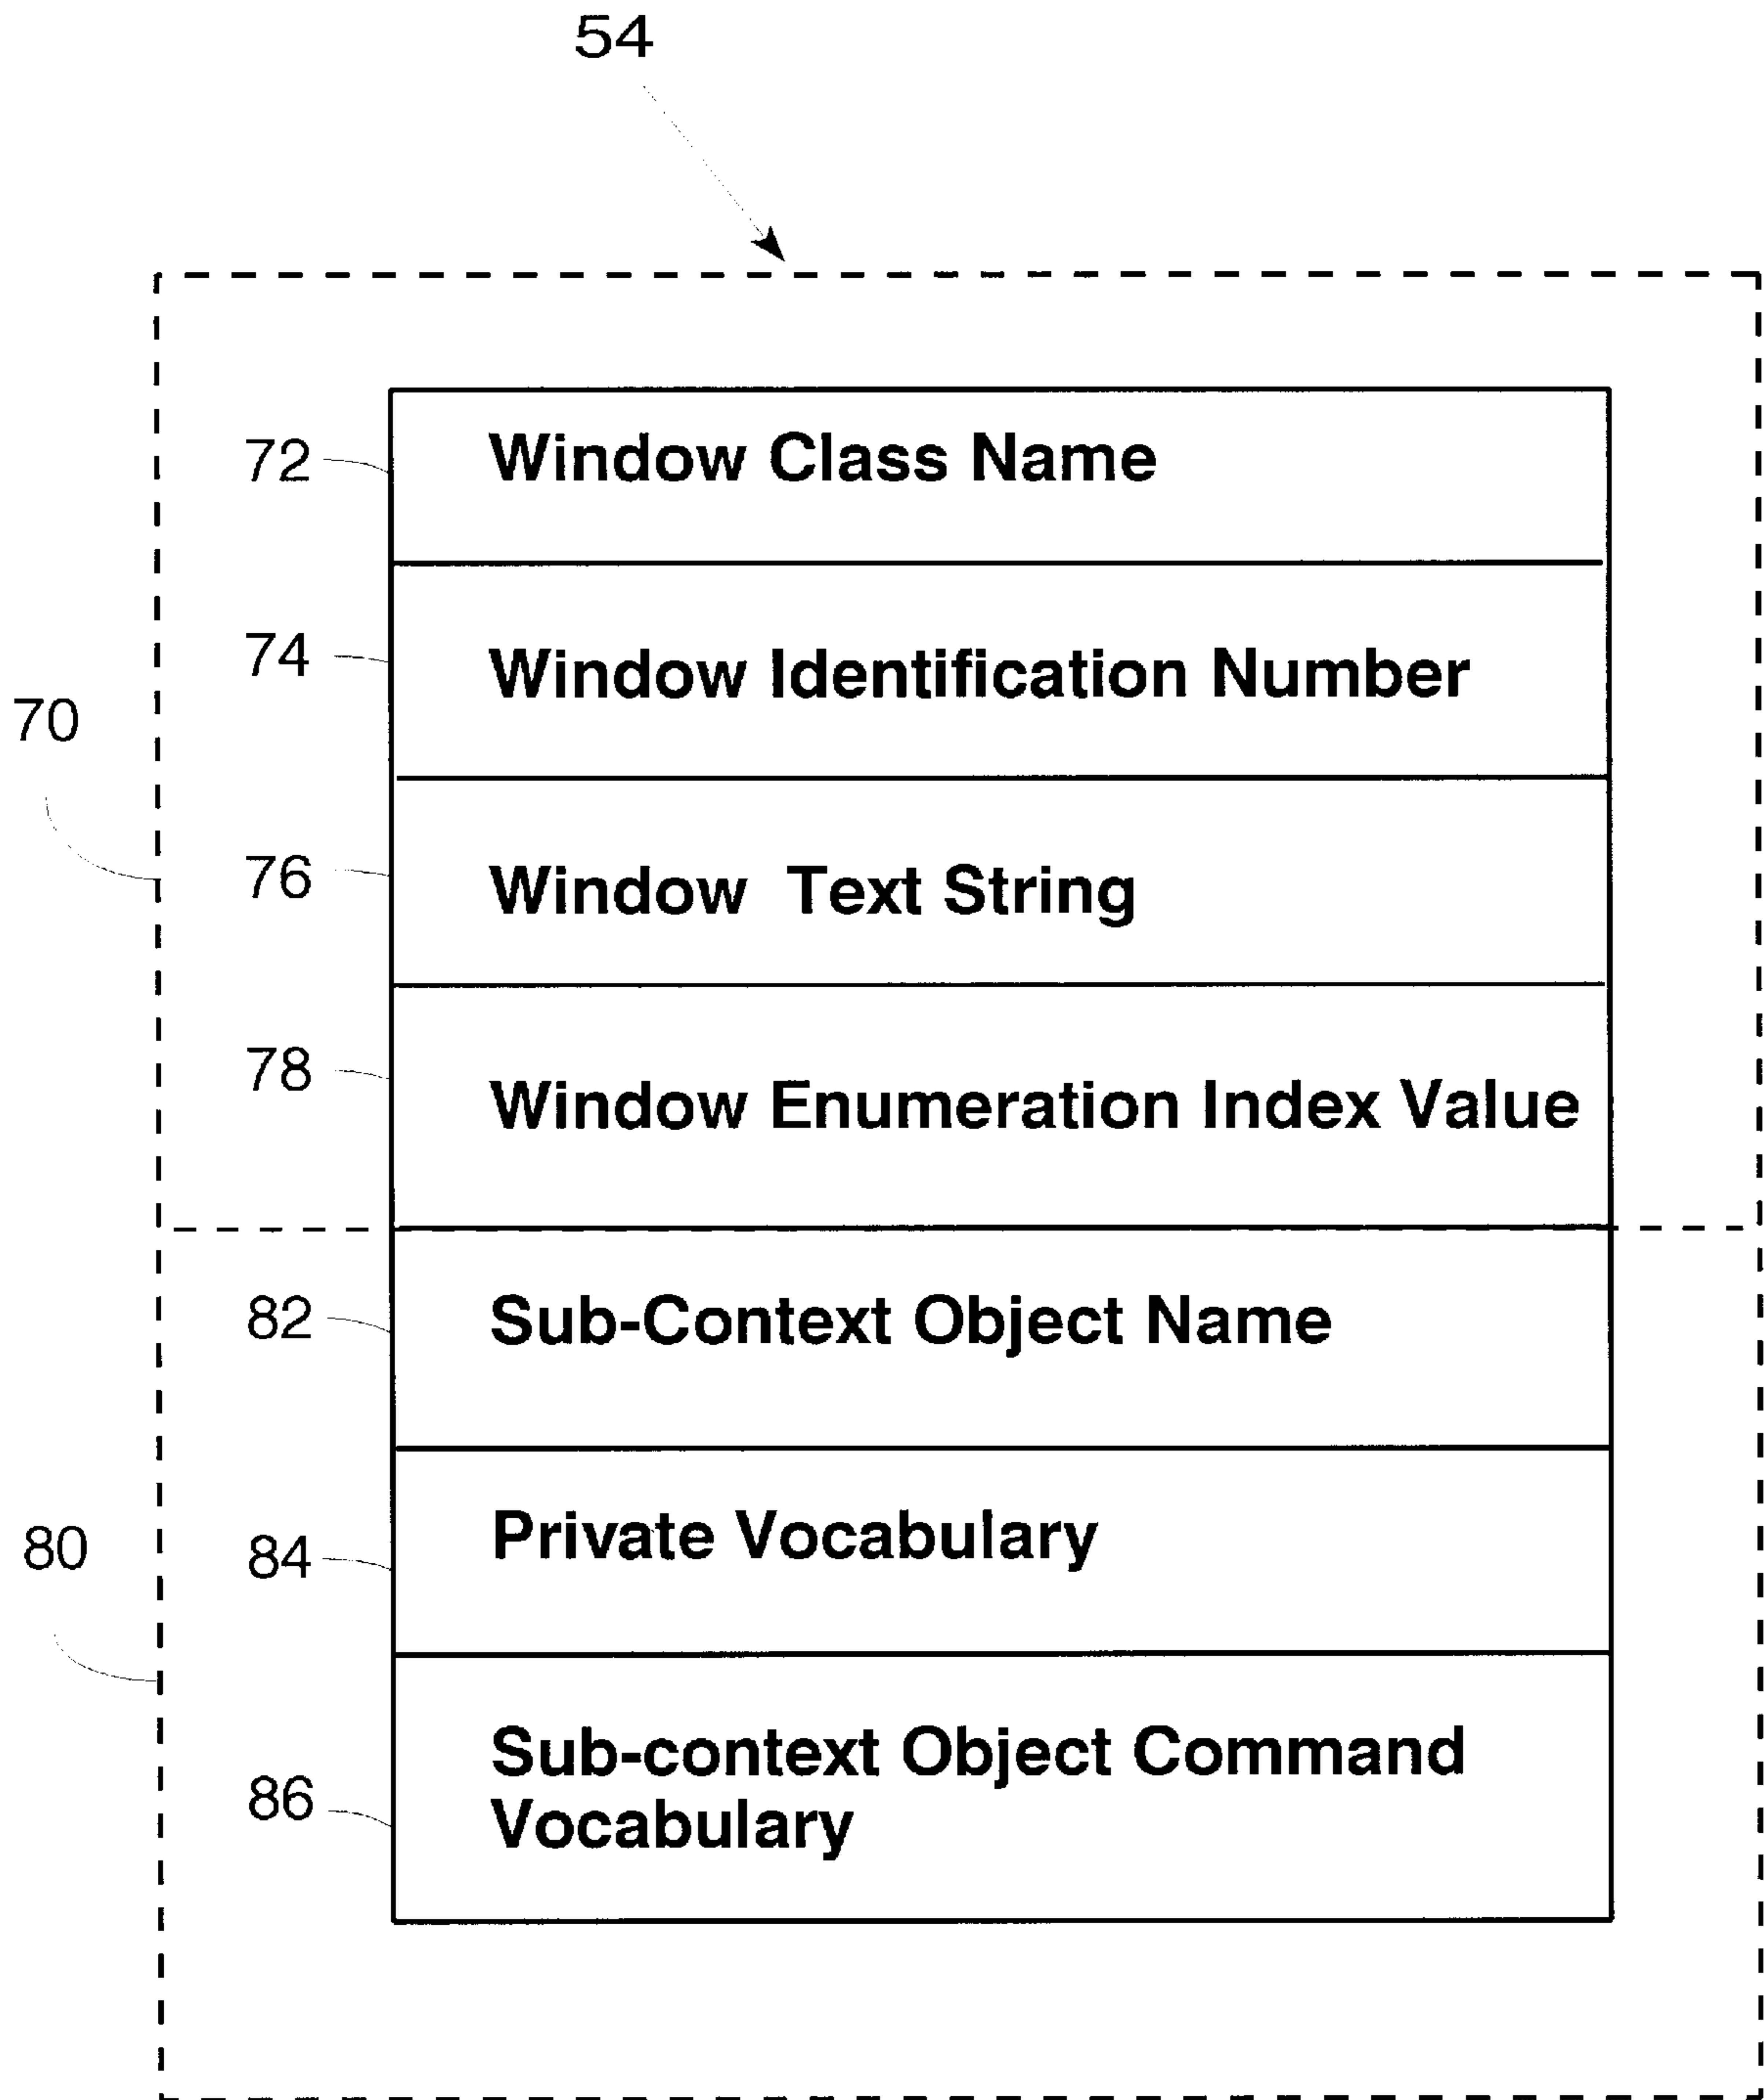 54
72 Window Class Name
74 Window Identification Number
70
76 Window Text String
78 Window Enumeration Index Value
82 Sub-Context Object Name
80
84 Private Vocabulary
86 Sub-context Object Command
Vocabulary